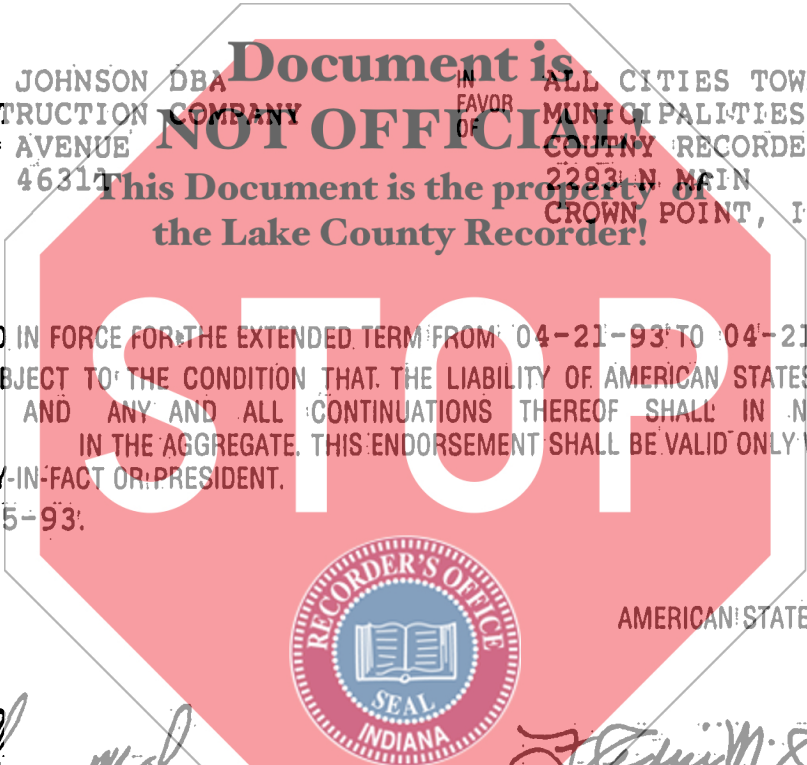 Document is
NOT OFFICIAL!
This Document is the property of
the Lake County Recorder!
JOHNSON DBA IN ALL CITIES TOW
TRUCTION COMPANY FAVOR MUNICIPALITIES
AVENUE OF COUTNY RECORDE
46311 2293 N MAIN
CROWN POINT, I
IN FORCE FOR THE EXTENDED TERM FROM 04-21-93 TO 04-21
BJECT TO THE CONDITION THAT THE LIABILITY OF AMERICAN STATES
AND ANY AND ALL CONTINUATIONS THEREOF SHALL IN N
IN THE AGGREGATE. THIS ENDORSEMENT SHALL BE VALID ONLY
Y-IN-FACT OR PRESIDENT.
5-93.
STOP
RECORDER'S OFFICE
SEAL
INDIANA
AMERICAN STATE